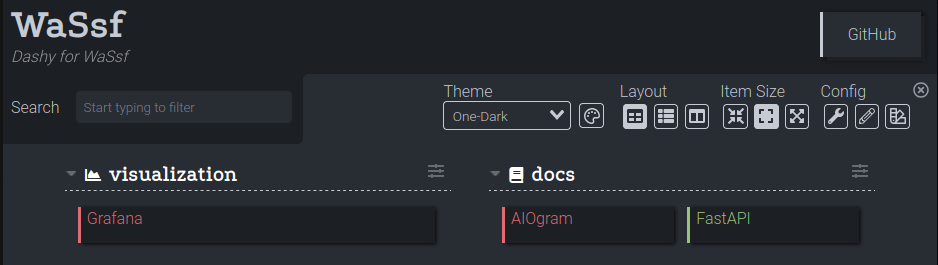 WaSsf
Dashy for WaSsf
GitHub
Search
Start typing to filter
Theme
One-Dark
Layout
Item Size
Config
visualization
docs
Grafana
AIOgram
FastAPI